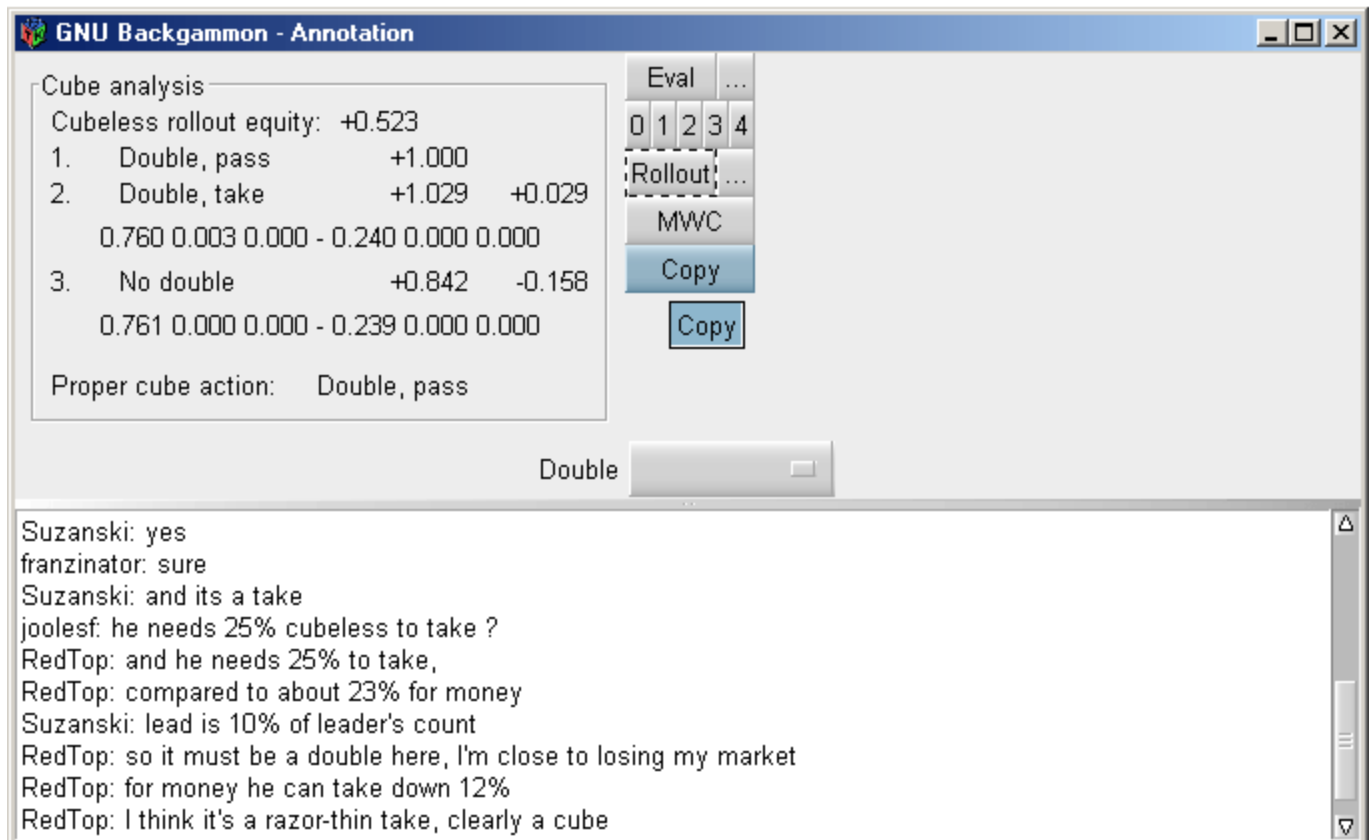 GNU Backgammon - Annotation
Cube analysis
Cubeless rollout equity: +0.523
1. Double, pass +1.000
2. Double, take +1.029 +0.029
0.760 0.003 0.000 - 0.240 0.000 0.000
3. No double +0.842 -0.158
0.761 0.000 0.000 - 0.239 0.000 0.000
Proper cube action: Double, pass
Eval ...
0 1 2 3 4
Rollout ...
MWC
Copy
Copy
Double
Suzanski: yes
franzinator: sure
Suzanski: and its a take
joolesf: he needs 25% cubeless to take ?
RedTop: and he needs 25% to take,
RedTop: compared to about 23% for money
Suzanski: lead is 10% of leader's count
RedTop: so it must be a double here, I'm close to losing my market
RedTop: for money he can take down 12%
RedTop: I think it's a razor-thin take, clearly a cube